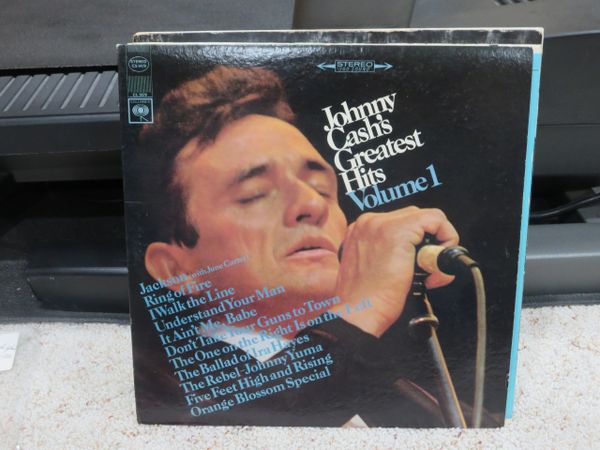 STEREO
Johnny
Cash's
Greatest
Hits
Volume 1
Jackson (with June Carter)
Ring of Fire
I Walk the Line
Understand Your Man
It Ain't Me, Babe
Don't Take Your Guns to Town
The One on the Right Is on the Left
The Ballad of Ira Hayes
The Rebel–Johnny Yuma
Five Feet High and Rising
Orange Blossom Special